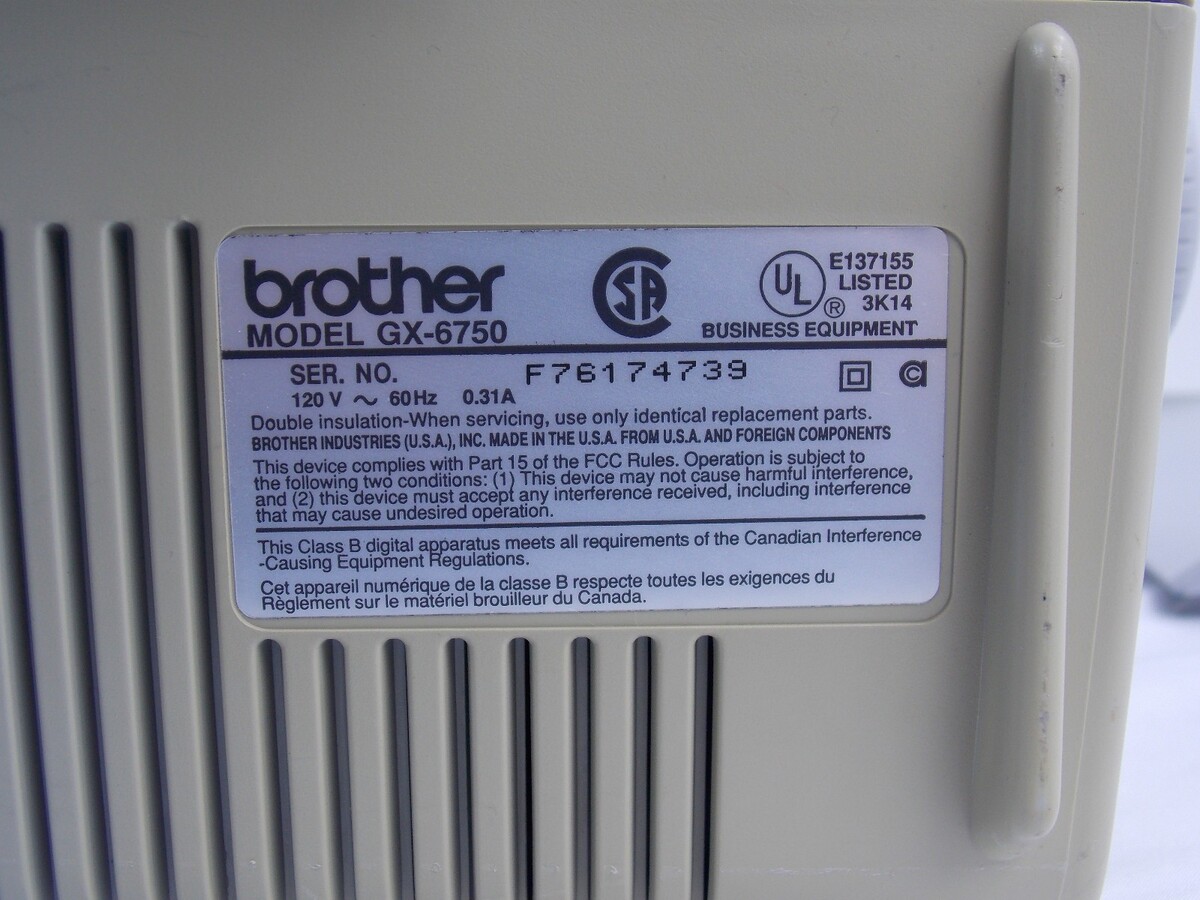 brother
MODEL GX-6750
CSA
UL ®
E137155
LISTED
3K14
BUSINESS EQUIPMENT
SER. NO. F76174739
120 V ~ 60 Hz 0.31A
Double insulation-When servicing, use only identical replacement parts.
BROTHER INDUSTRIES (U.S.A.), INC. MADE IN THE U.S.A. FROM U.S.A. AND FOREIGN COMPONENTS
This device complies with Part 15 of the FCC Rules. Operation is subject to
the following two conditions: (1) This device may not cause harmful interference,
and (2) this device must accept any interference received, including interference
that may cause undesired operation.
This Class B digital apparatus meets all requirements of the Canadian Interference
-Causing Equipment Regulations.
Cet appareil numérique de la classe B respecte toutes les exigences du
Règlement sur le matériel brouilleur du Canada.